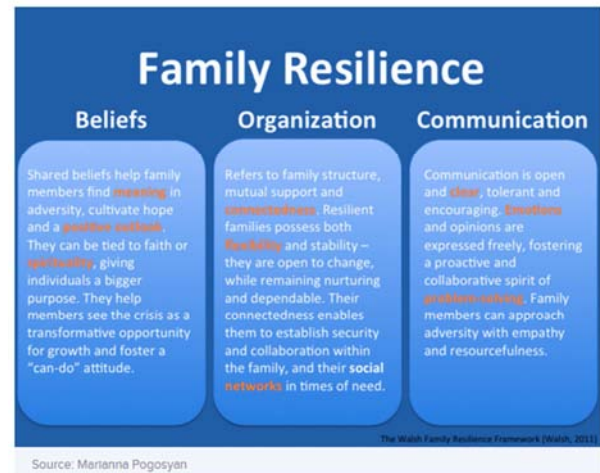 Family Resilience
Beliefs
Shared beliefs help family
members find meaning in
adversity, cultivate hope
and a positive outlook.
They can be tied to faith or
spirituality, giving
individuals a bigger
purpose. They help
members see the crisis as a
transformative opportunity
for growth and foster a
“can-do” attitude.
Organization
Refers to family structure,
mutual support and
connectedness. Resilient
families possess both
flexibility and stability –
they are open to change,
while remaining nurturing
and dependable. Their
connectedness enables
them to establish security
and collaboration within
the family, and their social
networks in times of need.
Communication
Communication is open
and clear, tolerant and
encouraging. Emotions
and opinions are
expressed freely, fostering
a proactive and
collaborative spirit of
problem-solving. Family
members can approach
adversity with empathy
and resourcefulness.
The Walsh Family Resilience Framework (Walsh, 2011)
Source: Marianna Pogosyan